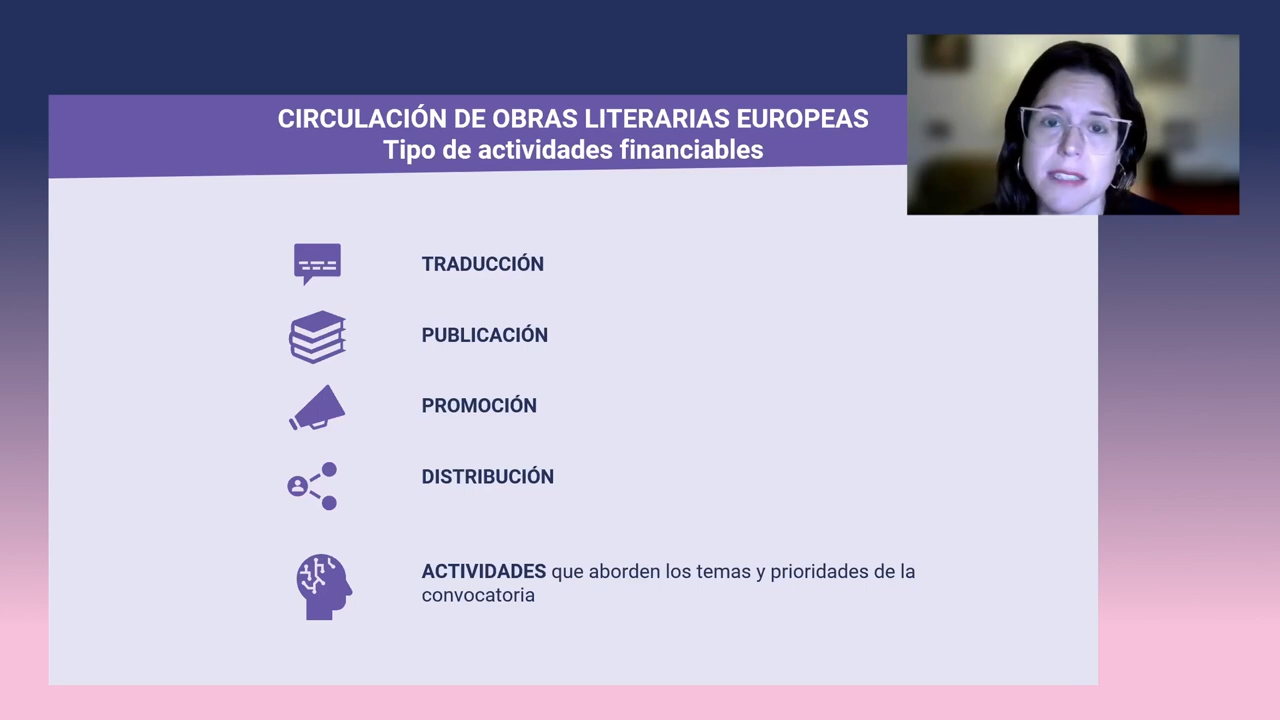 CIRCULACIÓN DE OBRAS LITERARIAS EUROPEAS
Tipo de actividades financiables
TRADUCCIÓN
PUBLICACIÓN
PROMOCIÓN
DISTRIBUCIÓN
ACTIVIDADES que aborden los temas y prioridades de la
convocatoria